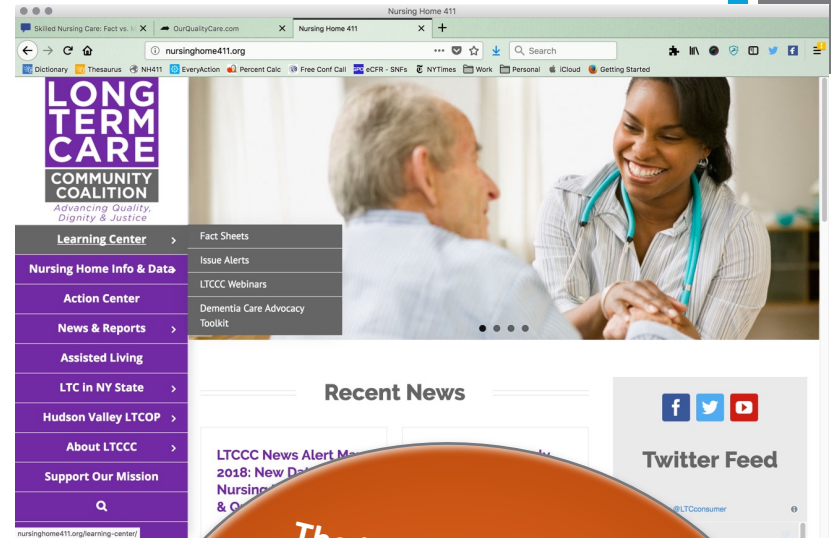 Nursing Home 411
Skilled Nursing Care: Fact vs.
OurQualityCare.com
Nursing Home 411
nursinghome411.org
Search
Dictionary Thesaurus NH411 EveryAction Percent Calc Free Conf Call eCFR - SNFs NYTimes Work Personal iCloud Getting Started
LONG
TERM
CARE
COMMUNITY
COALITION
Advancing Quality,
Dignity & Justice
Learning Center
Fact Sheets
Issue Alerts
LTCCC Webinars
Dementia Care Advocacy
Toolkit
Nursing Home Info & Data
Action Center
News & Reports
Assisted Living
LTC in NY State
Hudson Valley LTCOP
About LTCCC
Support Our Mission
Recent News
LTCCC News Alert
2018: New
Nursing
&
Twitter Feed
@LTCconsumer
nursinghome411.org/learning-center/